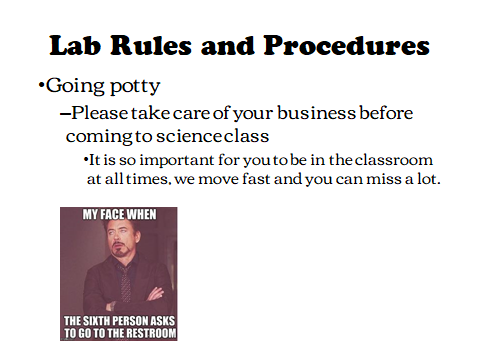 Lab Rules and Procedures
•Going potty
–Please take care of your business before
coming to science class
•It is so important for you to be in the classroom
at all times, we move fast and you can miss a lot.
MY FACE WHEN
THE SIXTH PERSON ASKS
TO GO TO THE RESTROOM